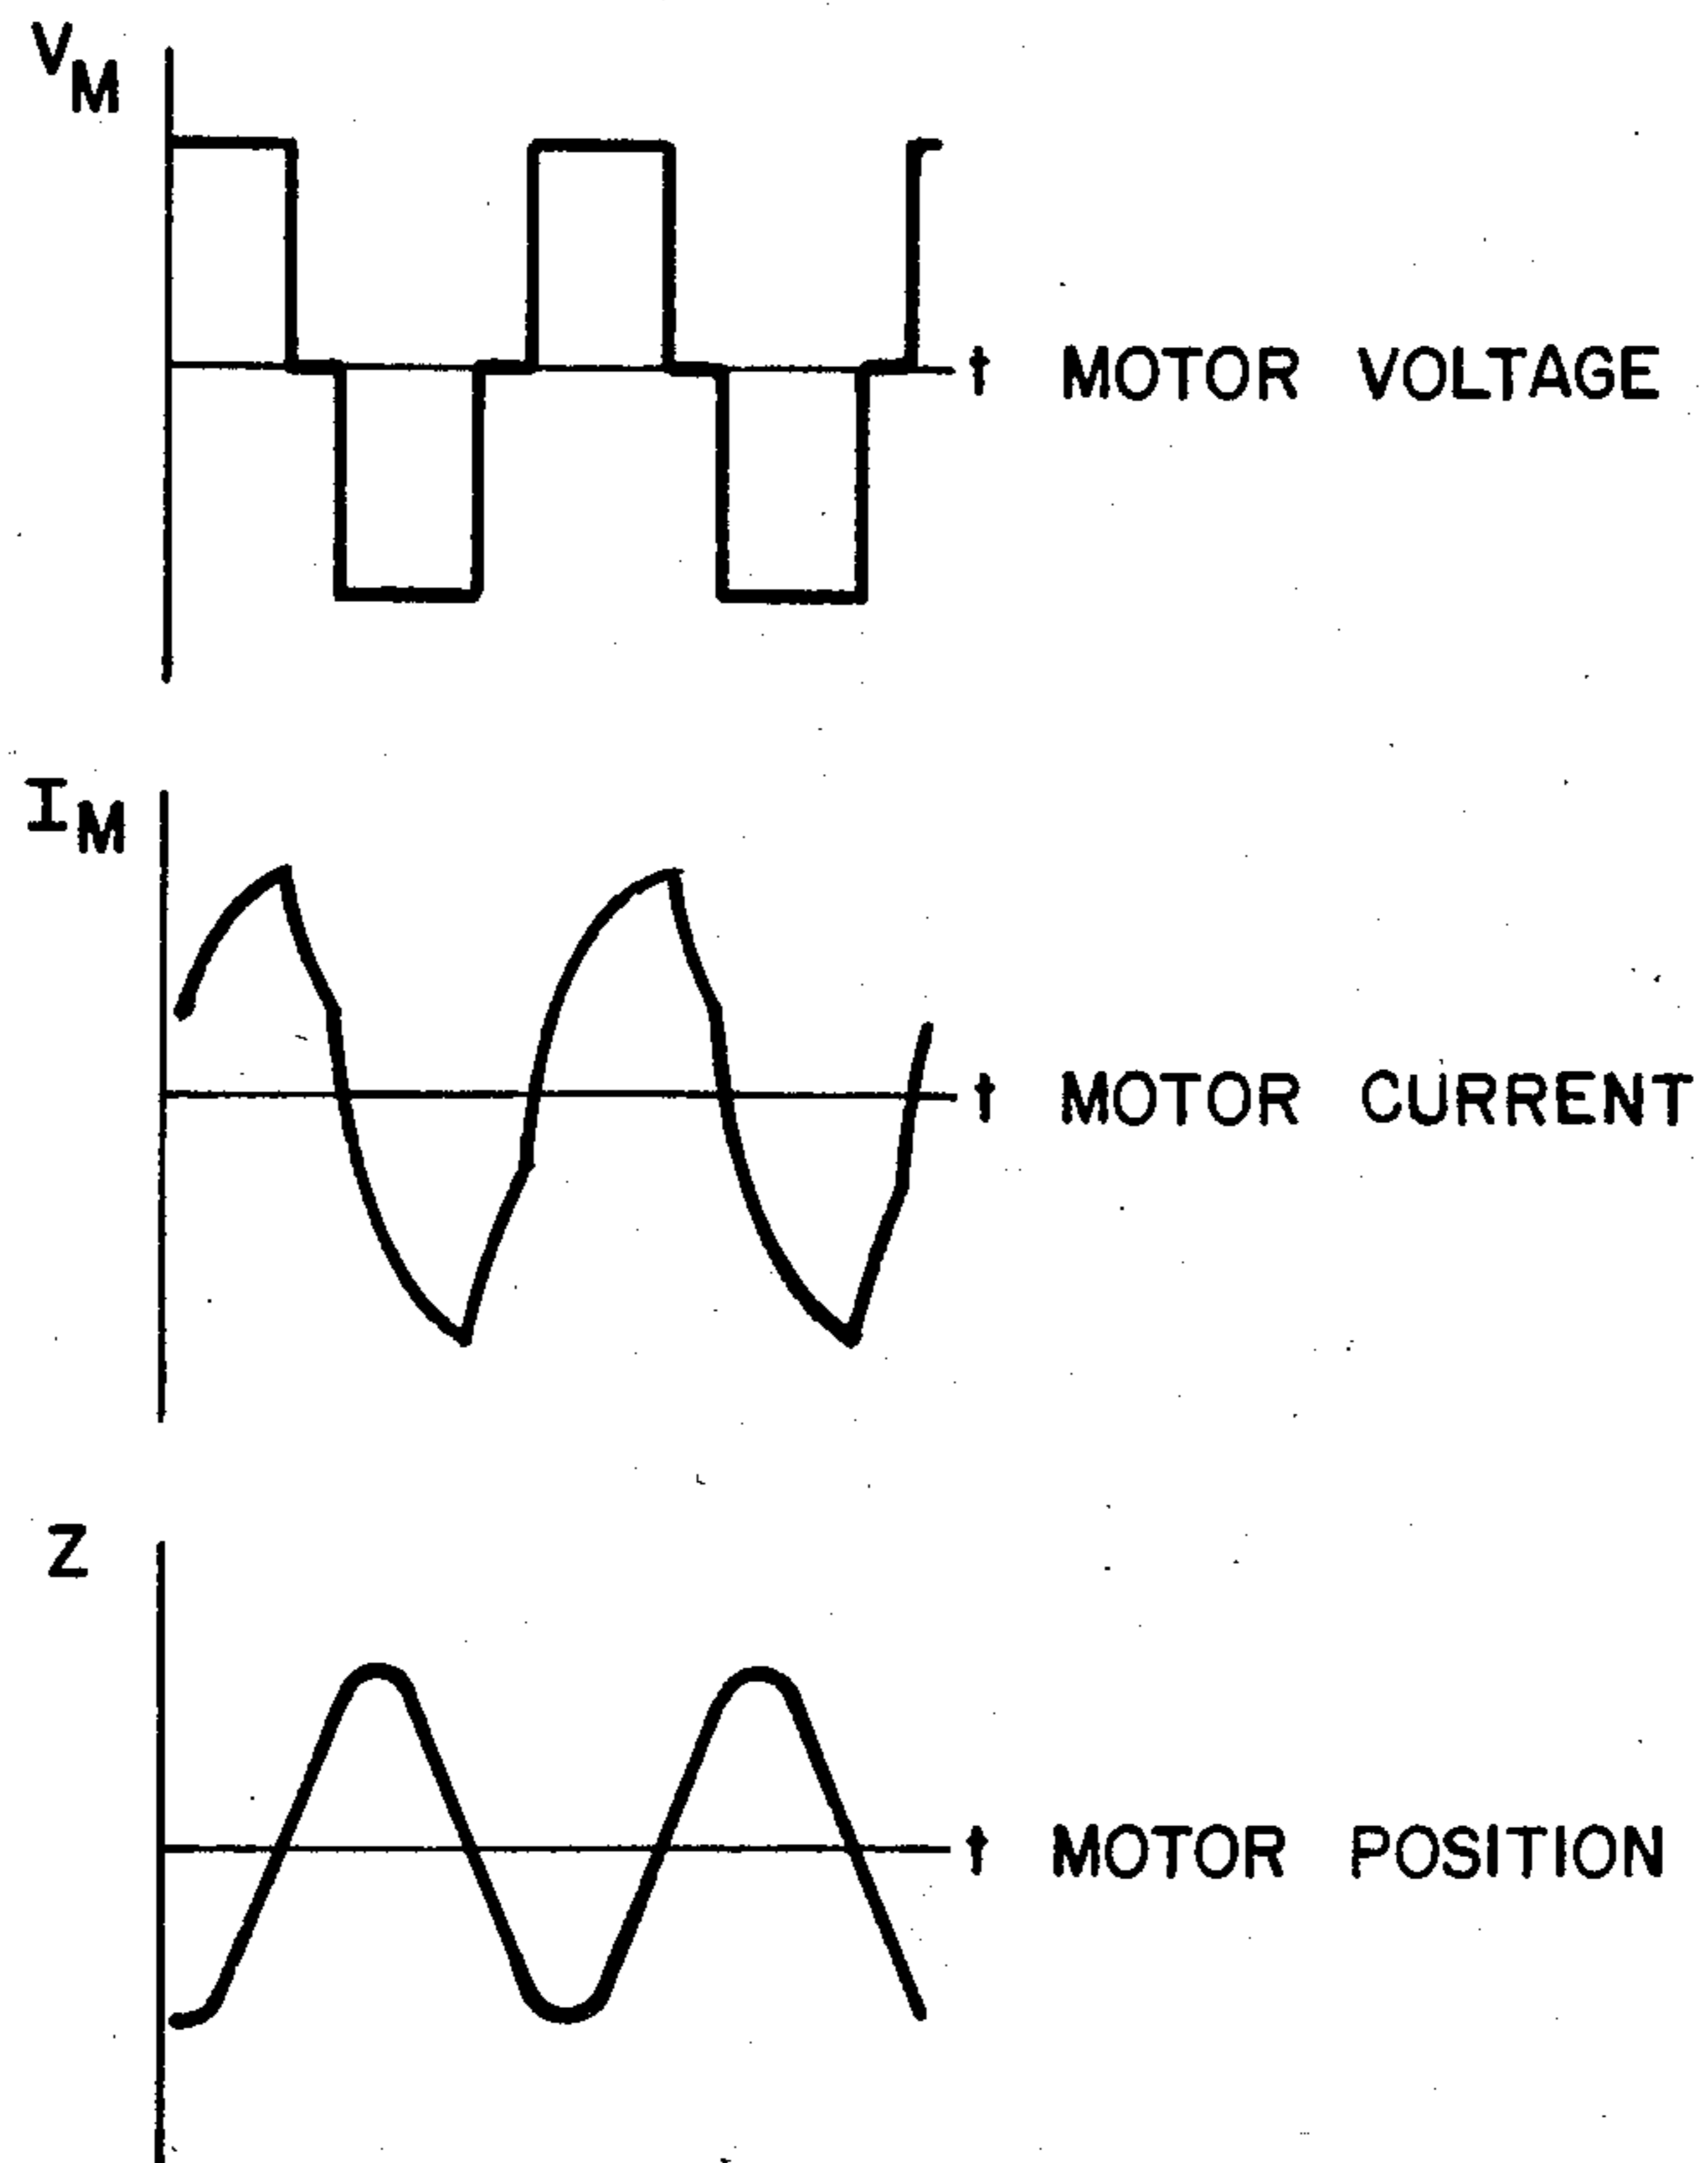 VM
t MOTOR VOLTAGE
IM
t MOTOR CURRENT
Z
t MOTOR POSITION